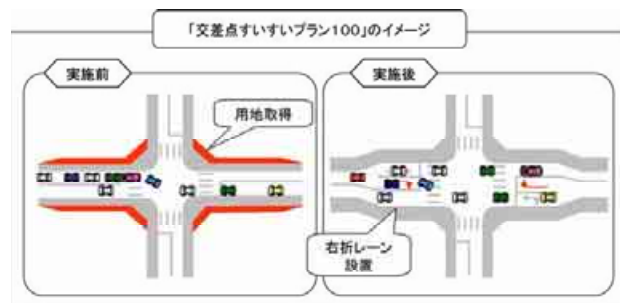 「交差点すいすいプラン100」のイメージ
実施前
実施後
用地取得
右折レーン
設置